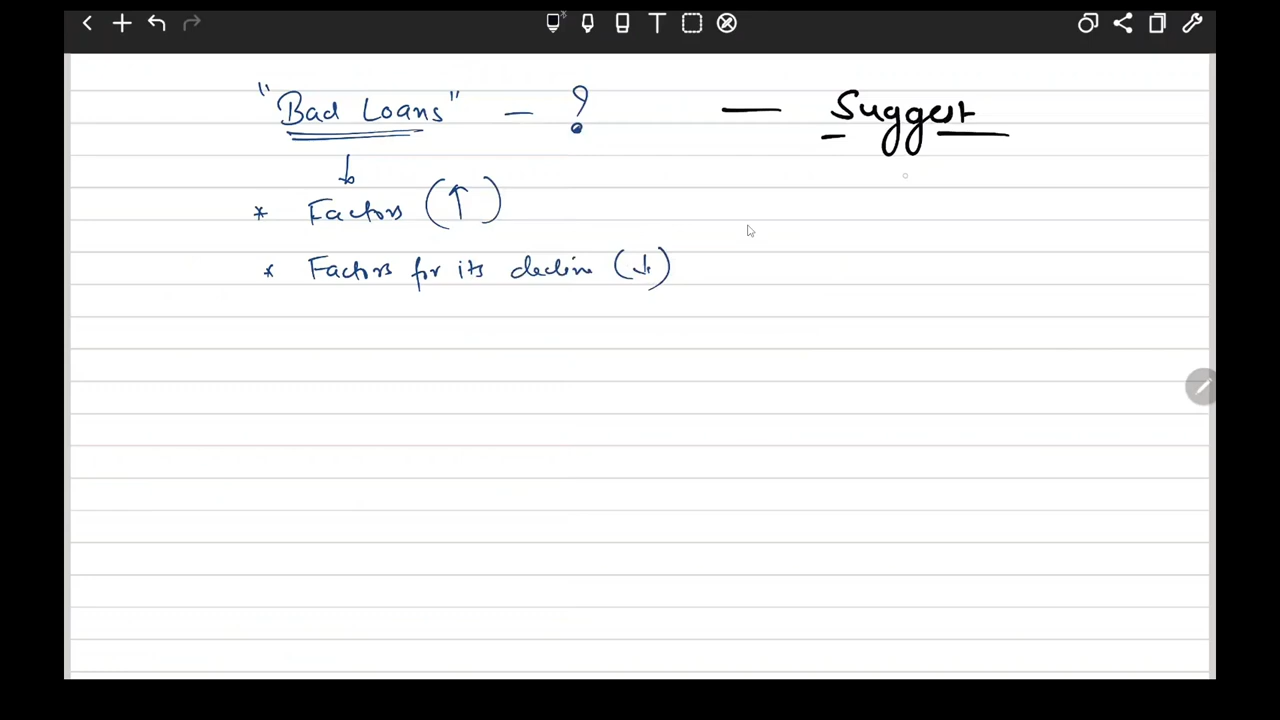 "Bad Loans" — ? — Suggest
* Factors (↑)
* Factors for its decline (↓)